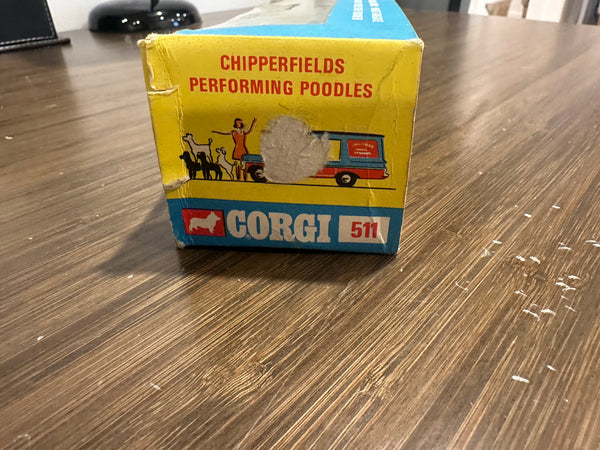 CHIPPERFIELDS
PERFORMING POODLES
CORGI 511